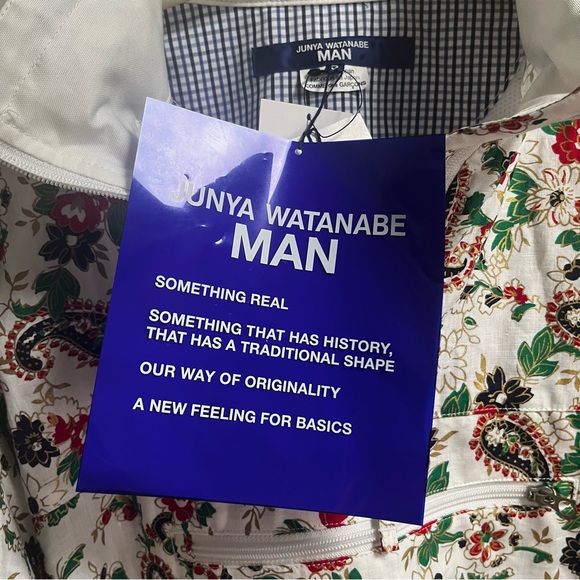 JUNYA WATANABE
MAN
COMME des GARÇONS
JUNYA WATANABE
MAN
SOMETHING REAL
SOMETHING THAT HAS HISTORY,
THAT HAS A TRADITIONAL SHAPE
OUR WAY OF ORIGINALITY
A NEW FEELING FOR BASICS